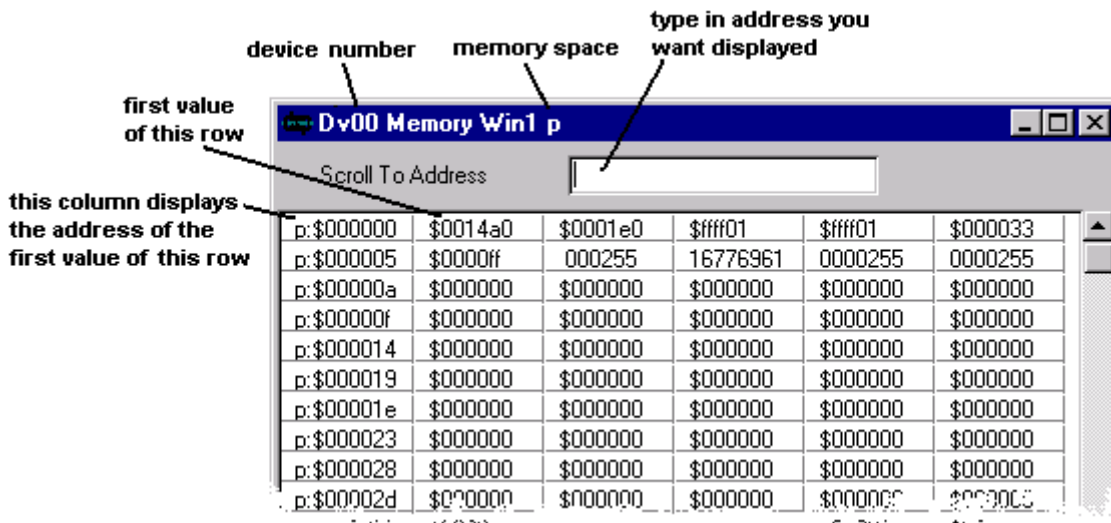 type in address you
want displayed
device number
memory space
first value
of this row
Dv00 Memory Win1 p
Scroll To Address
this column displays
the address of the
first value of this row
p:$000000 $0014a0 $0001e0 $ffff01 $ffff01 $000033
p:$000005 $0000ff 000255 16776961 0000255 0000255
p:$00000a $000000 $000000 $000000 $000000 $000000
p:$00000f $000000 $000000 $000000 $000000 $000000
p:$000014 $000000 $000000 $000000 $000000 $000000
p:$000019 $000000 $000000 $000000 $000000 $000000
p:$00001e $000000 $000000 $000000 $000000 $000000
p:$000023 $000000 $000000 $000000 $000000 $000000
p:$000028 $000000 $000000 $000000 $000000 $000000
p:$00002d $000000 $000000 $000000